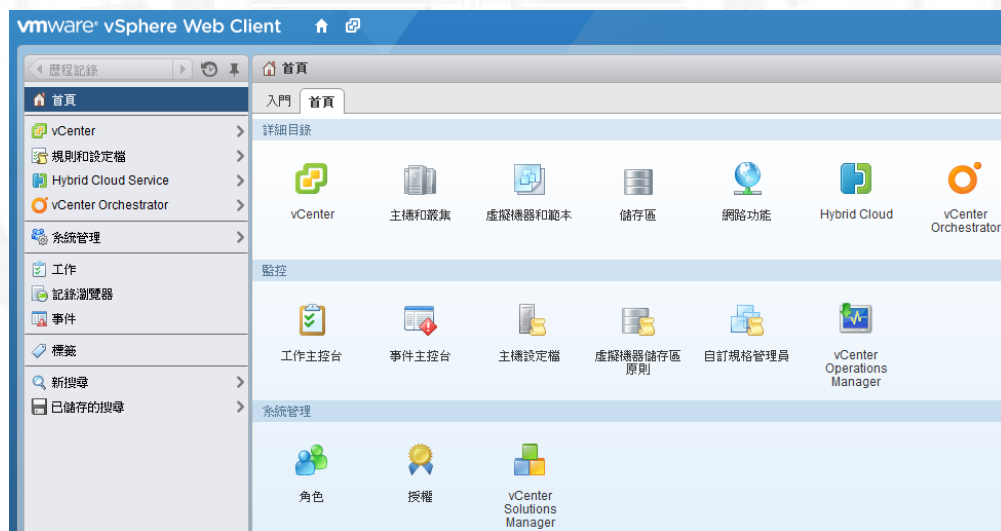 vmware® vSphere Web Client
歷程記錄
首頁
vCenter
規則和設定檔
Hybrid Cloud Service
vCenter Orchestrator
系統管理
工作
記錄瀏覽器
事件
標籤
新搜尋
已儲存的搜尋
首頁
入門 首頁
詳細目錄
vCenter
主機和叢集
虛擬機器和範本
儲存區
網路功能
Hybrid Cloud
vCenter
Orchestrator
監控
工作主控台
事件主控台
主機設定檔
虛擬機器儲存區
原則
自訂規格管理員
vCenter
Operations
Manager
系統管理
角色
授權
vCenter
Solutions
Manager